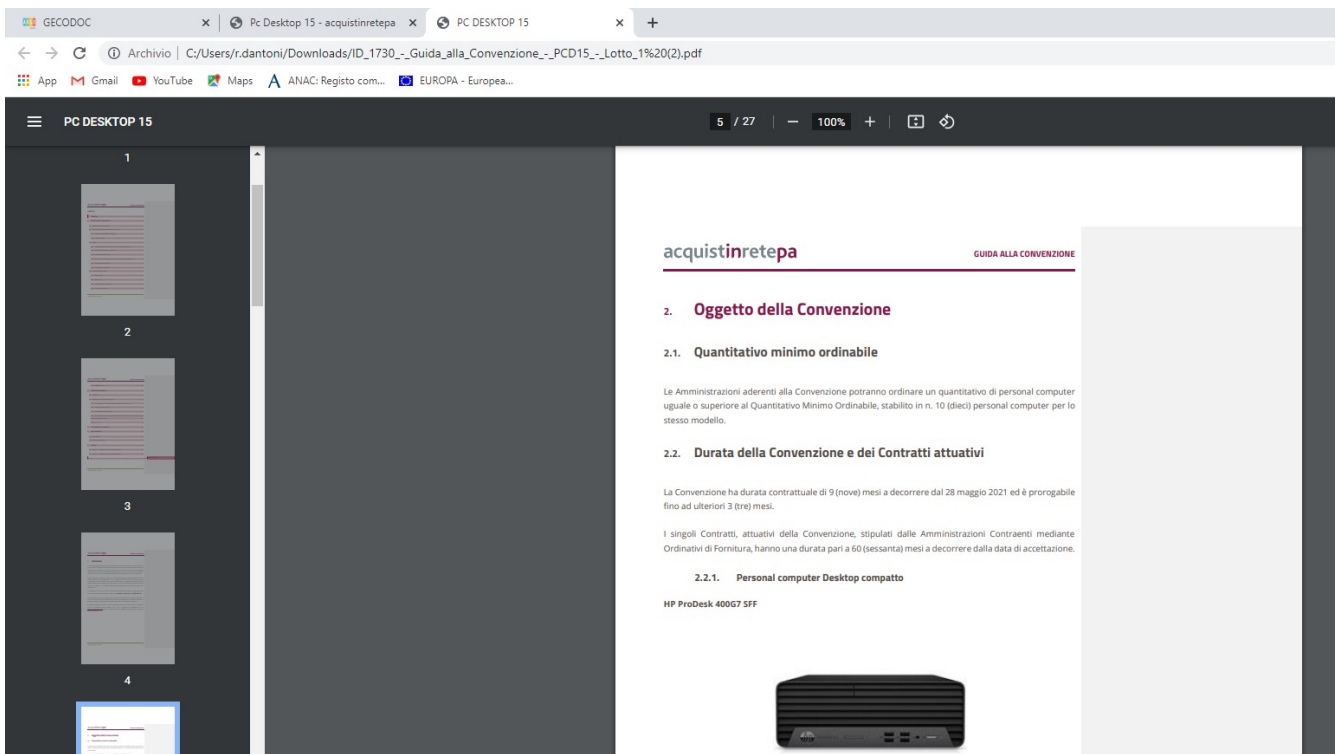 GECODOC
Pc Desktop 15 - acquistinretepa
PC DESKTOP 15
Archivio | C:/Users/r.dantoni/Downloads/ID_1730_-_Guida_alla_Convenzione_-_PCD15_-_Lotto_1%20(2).pdf
App Gmail YouTube Maps ANAC: Registo com... EUROPA - Europea...
PC DESKTOP 15
5 / 27 | − 100% +
1
2
3
4
acquistinretepa
GUIDA ALLA CONVENZIONE
2. Oggetto della Convenzione
2.1. Quantitativo minimo ordinabile
Le Amministrazioni aderenti alla Convenzione potranno ordinare un quantitativo di personal computer
uguale o superiore al Quantitativo Minimo Ordinabile, stabilito in n. 10 (dieci) personal computer per lo
stesso modello.
2.2. Durata della Convenzione e dei Contratti attuativi
La Convenzione ha durata contrattuale di 9 (nove) mesi a decorrere dal 28 maggio 2021 ed è prorogabile
fino ad ulteriori 3 (tre) mesi.
I singoli Contratti, attuativi della Convenzione, stipulati dalle Amministrazioni Contraenti mediante
Ordinativi di Fornitura, hanno una durata pari a 60 (sessanta) mesi a decorrere dalla data di accettazione.
2.2.1. Personal computer Desktop compatto
HP ProDesk 400G7 SFF